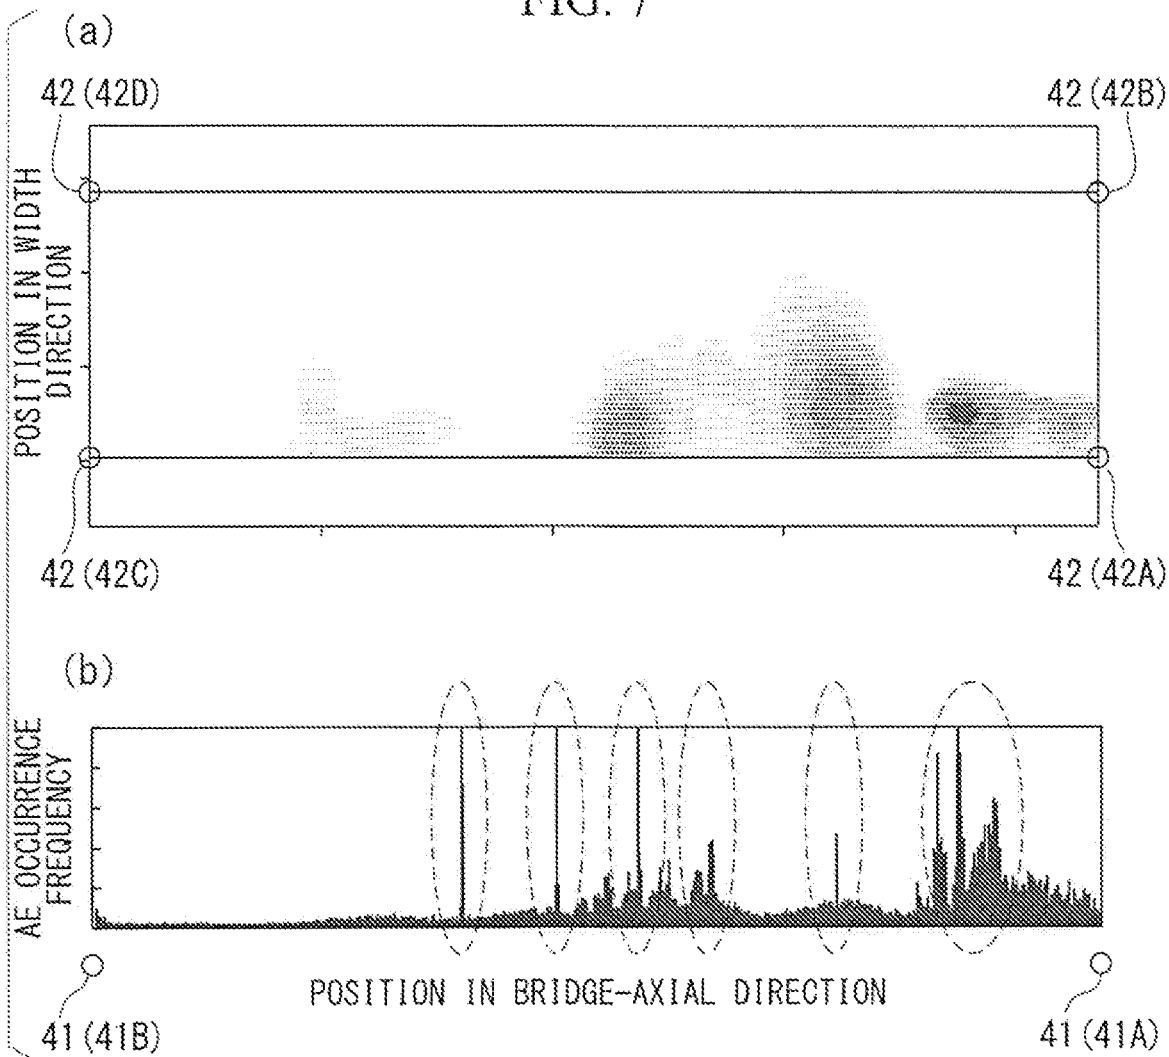 FIG. 7
(a)
42 (42D)
42 (42B)
POSITION IN WIDTH
DIRECTION
42 (42C)
42 (42A)
(b)
AE OCCURRENCE
FREQUENCY
POSITION IN BRIDGE-AXIAL DIRECTION
41 (41B)
41 (41A)